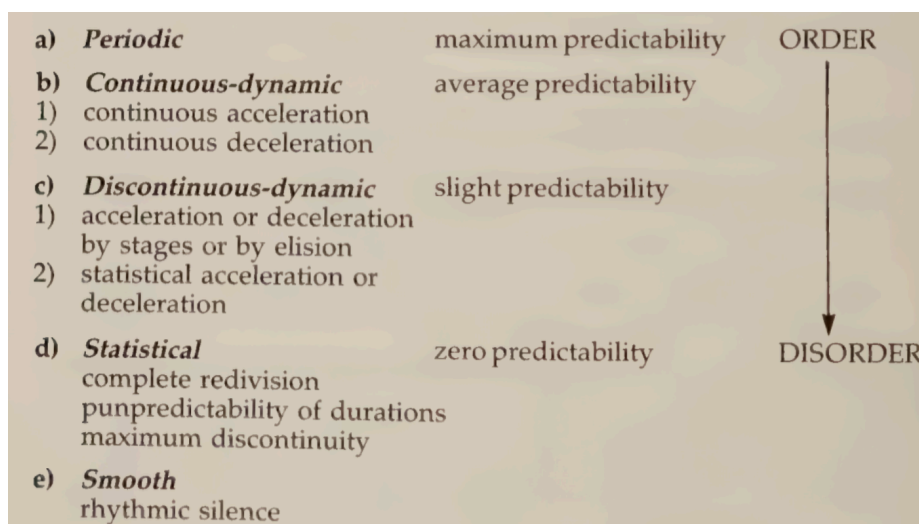 a) Periodic maximum predictability ORDER
b) Continuous-dynamic average predictability
1) continuous acceleration
2) continuous deceleration
c) Discontinuous-dynamic slight predictability
1) acceleration or deceleration
by stages or by elision
2) statistical acceleration or
deceleration
d) Statistical zero predictability DISORDER
complete redivision
punpredictability of durations
maximum discontinuity
e) Smooth
rhythmic silence